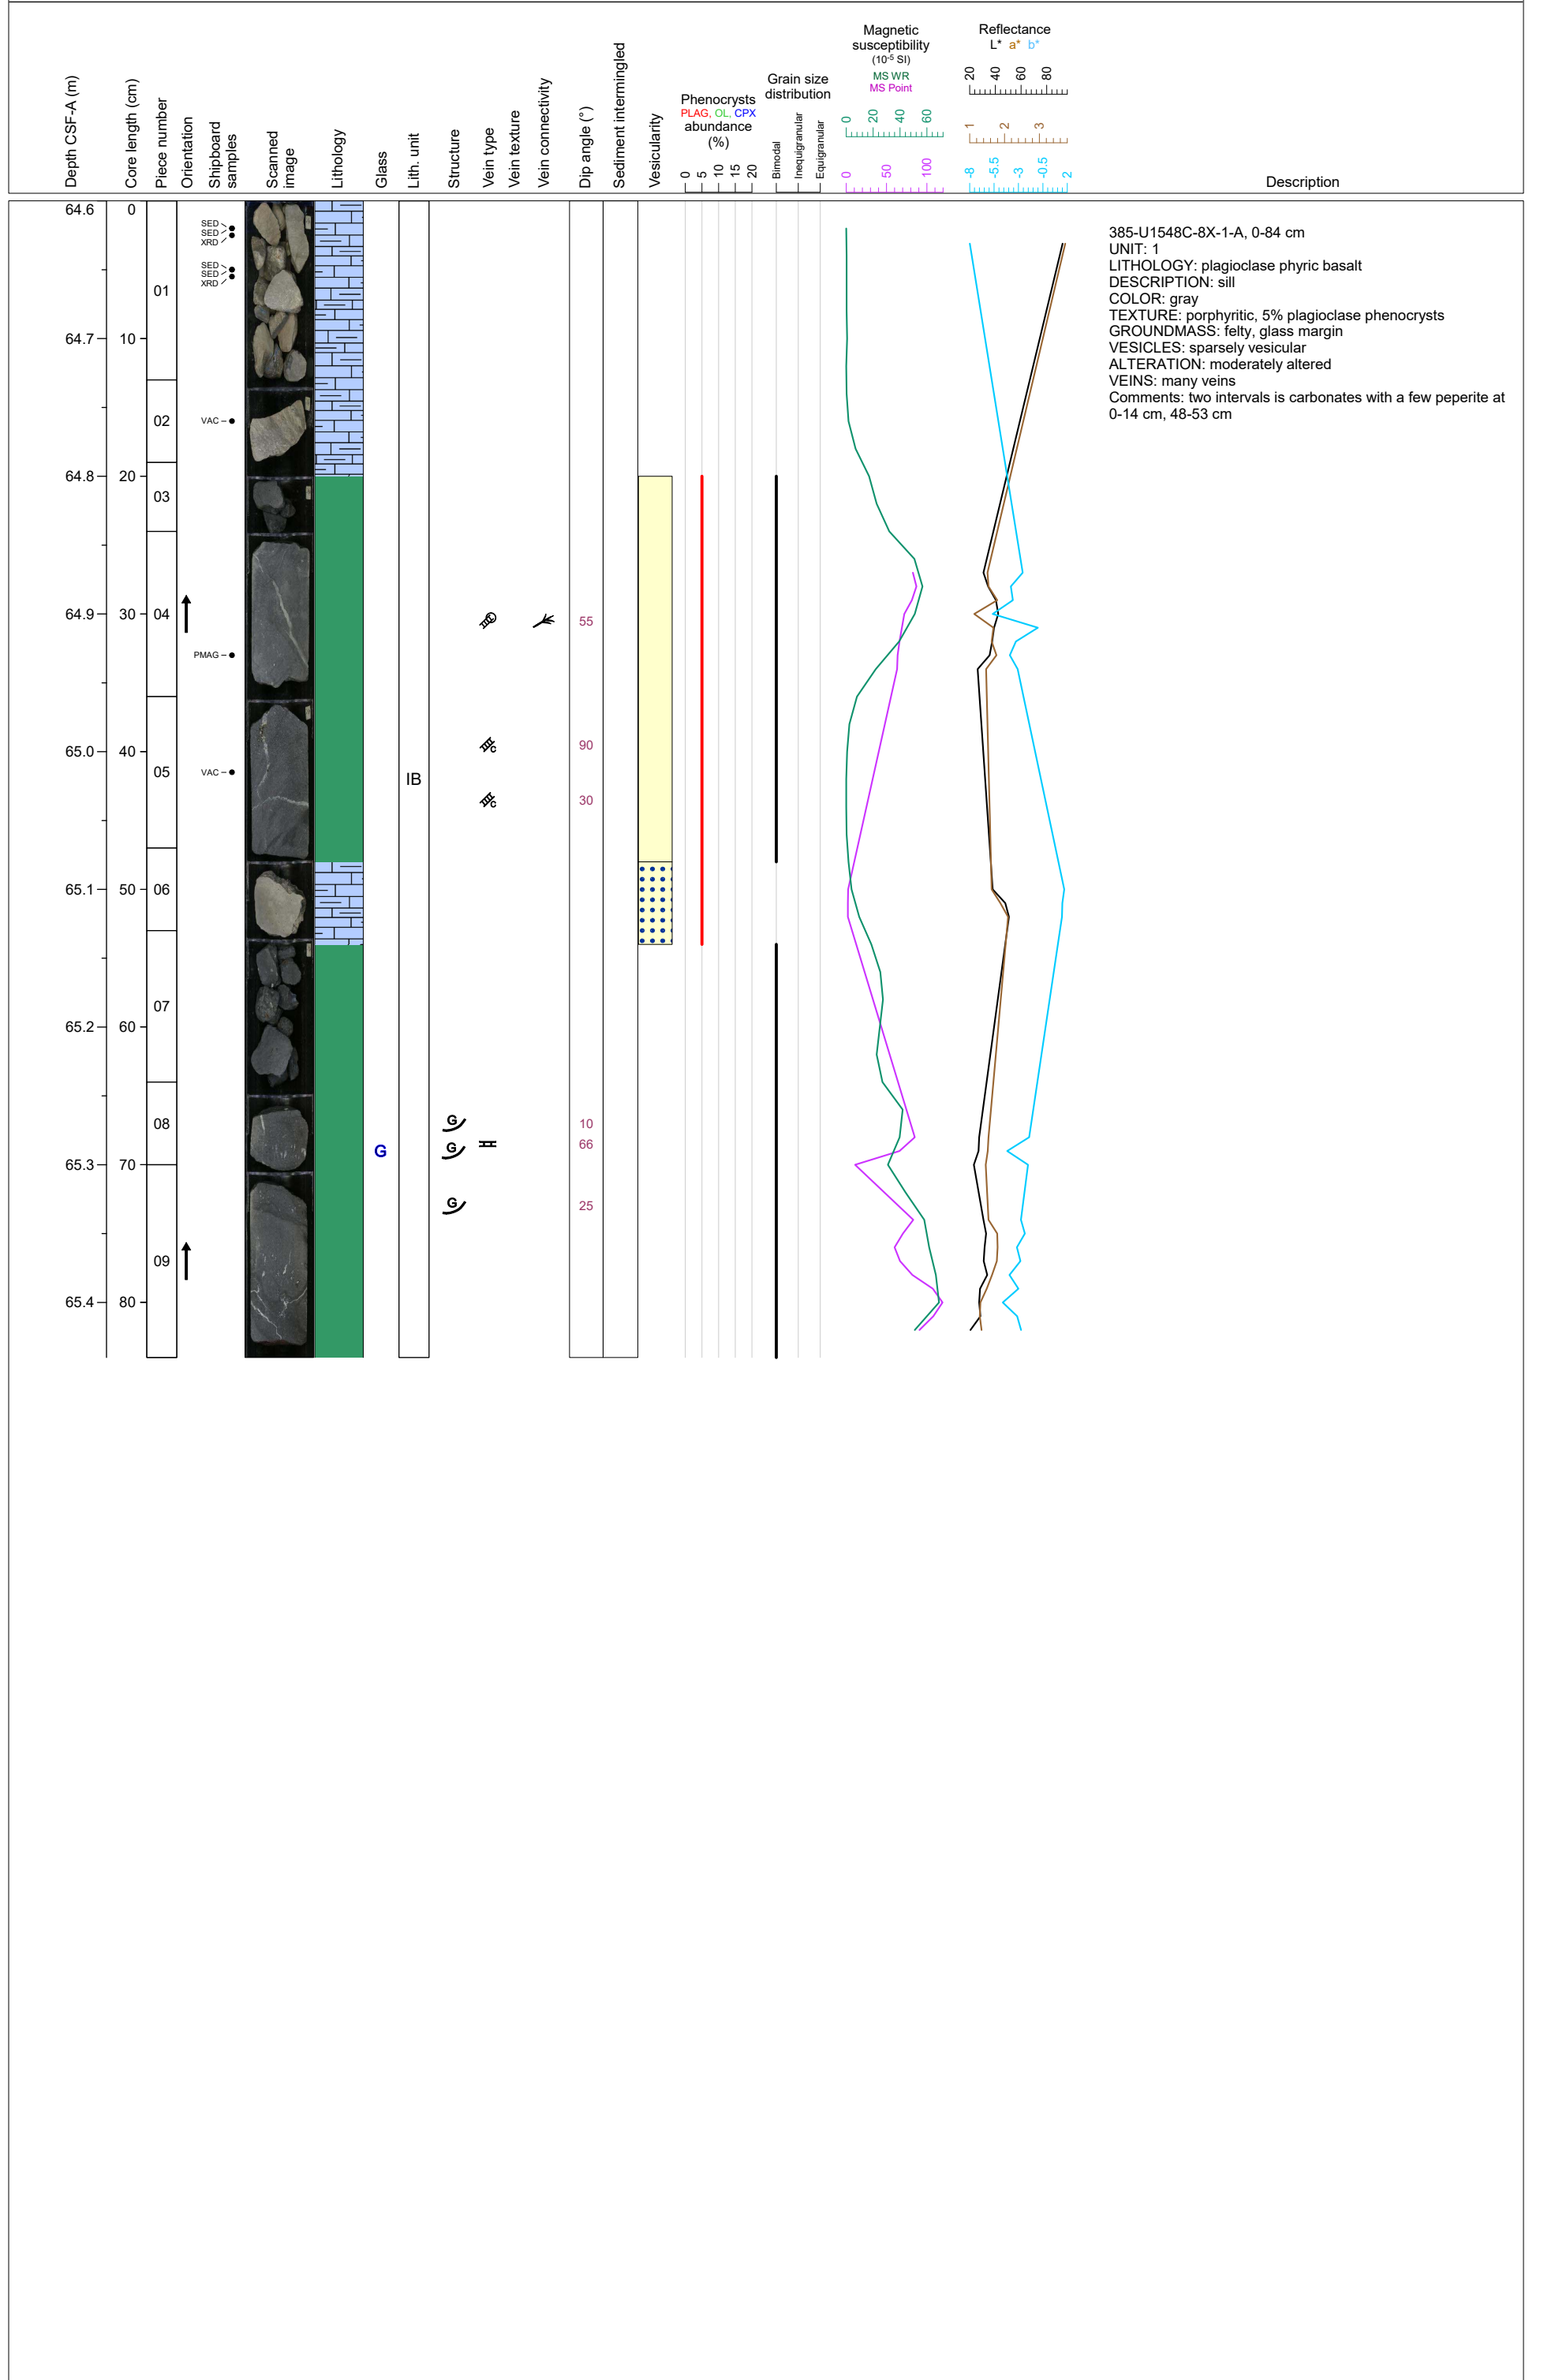 Depth CSF-A (m)
Core length (cm)
Piece number
Orientation
Shipboard
samples
Scanned
image
Lithology
Glass
Lith. unit
Structure
Vein type
Vein texture
Vein connectivity
Dip angle (°)
Sediment intermingled
Vesicularity
Phenocrysts
PLAG, OL, CPX
abundance
(%)
0 5 10 15 20
Grain size
distribution
Bimodal
Inequigranular
Equigranular
Magnetic
susceptibility
(10-5 SI)
MS WR
MS Point
0 20 40 60
0 50 100
Reflectance
L* a* b*
20 40 60 80
1 2 3
-8 -5.5 -3 -0.5 2
Description
64.6 0
SED
SED
XRD
SED
SED
XRD
01
64.7 10
02
VAC
64.8 20
03
64.9 30 04
55
PMAG
65.0 40
90
05
VAC
IB
30
65.1 50 06
07
65.2 60
08
G
10
66
G
G
65.3 70
G
25
09
65.4 80
385-U1548C-8X-1-A, 0-84 cm
UNIT: 1
LITHOLOGY: plagioclase phyric basalt
DESCRIPTION: sill
COLOR: gray
TEXTURE: porphyritic, 5% plagioclase phenocrysts
GROUNDMASS: felty, glass margin
VESICLES: sparsely vesicular
ALTERATION: moderately altered
VEINS: many veins
Comments: two intervals is carbonates with a few peperite at
0-14 cm, 48-53 cm